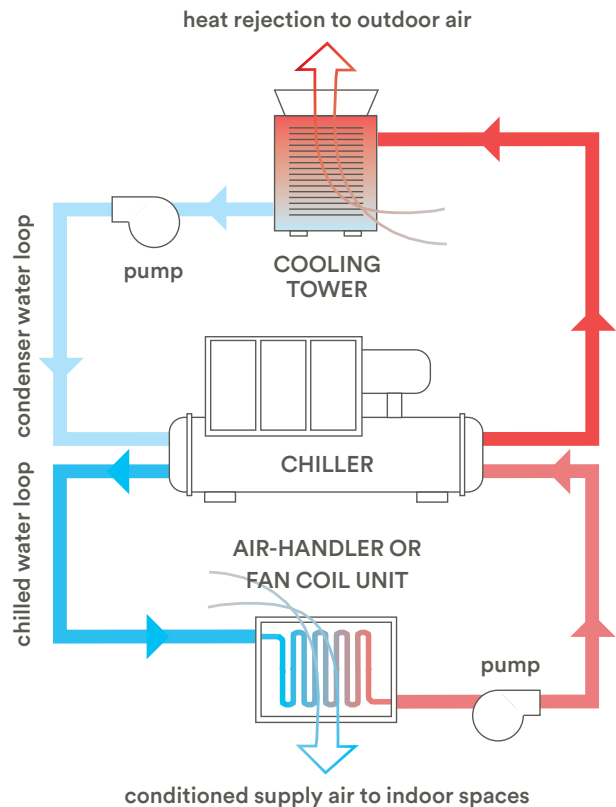 heat rejection to outdoor air
pump
COOLING
TOWER
condenser water loop
CHILLER
chilled water loop
AIR-HANDLER OR
FAN COIL UNIT
pump
conditioned supply air to indoor spaces